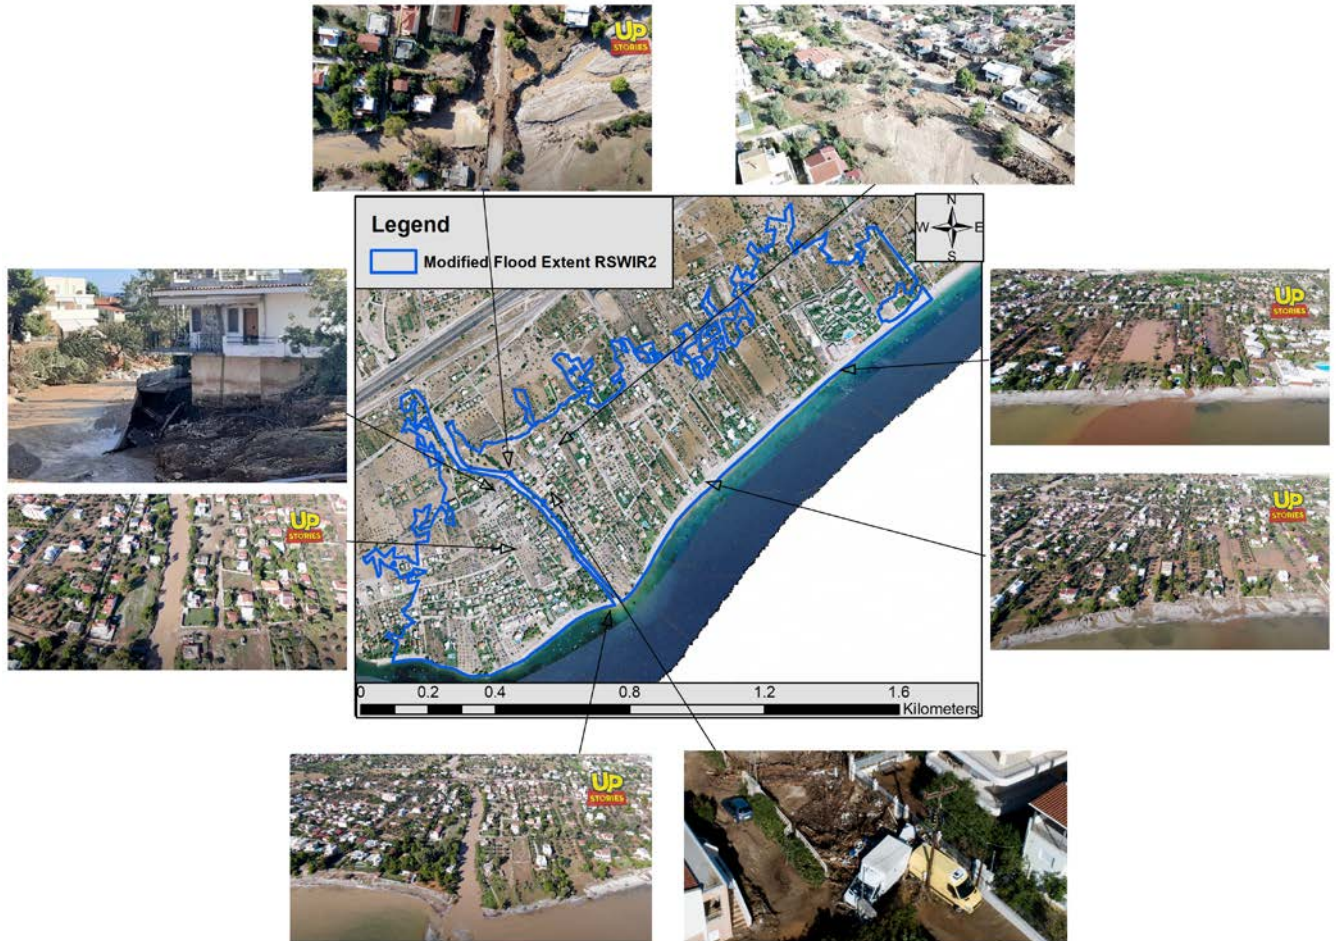 UP
STORIES
Legend
Modified Flood Extent RSWIR2
N
W E
S
UP
STORIES
UP
STORIES
UP
STORIES
0 0.2 0.4 0.8 1.2 1.6
Kilometers
UP
STORIES